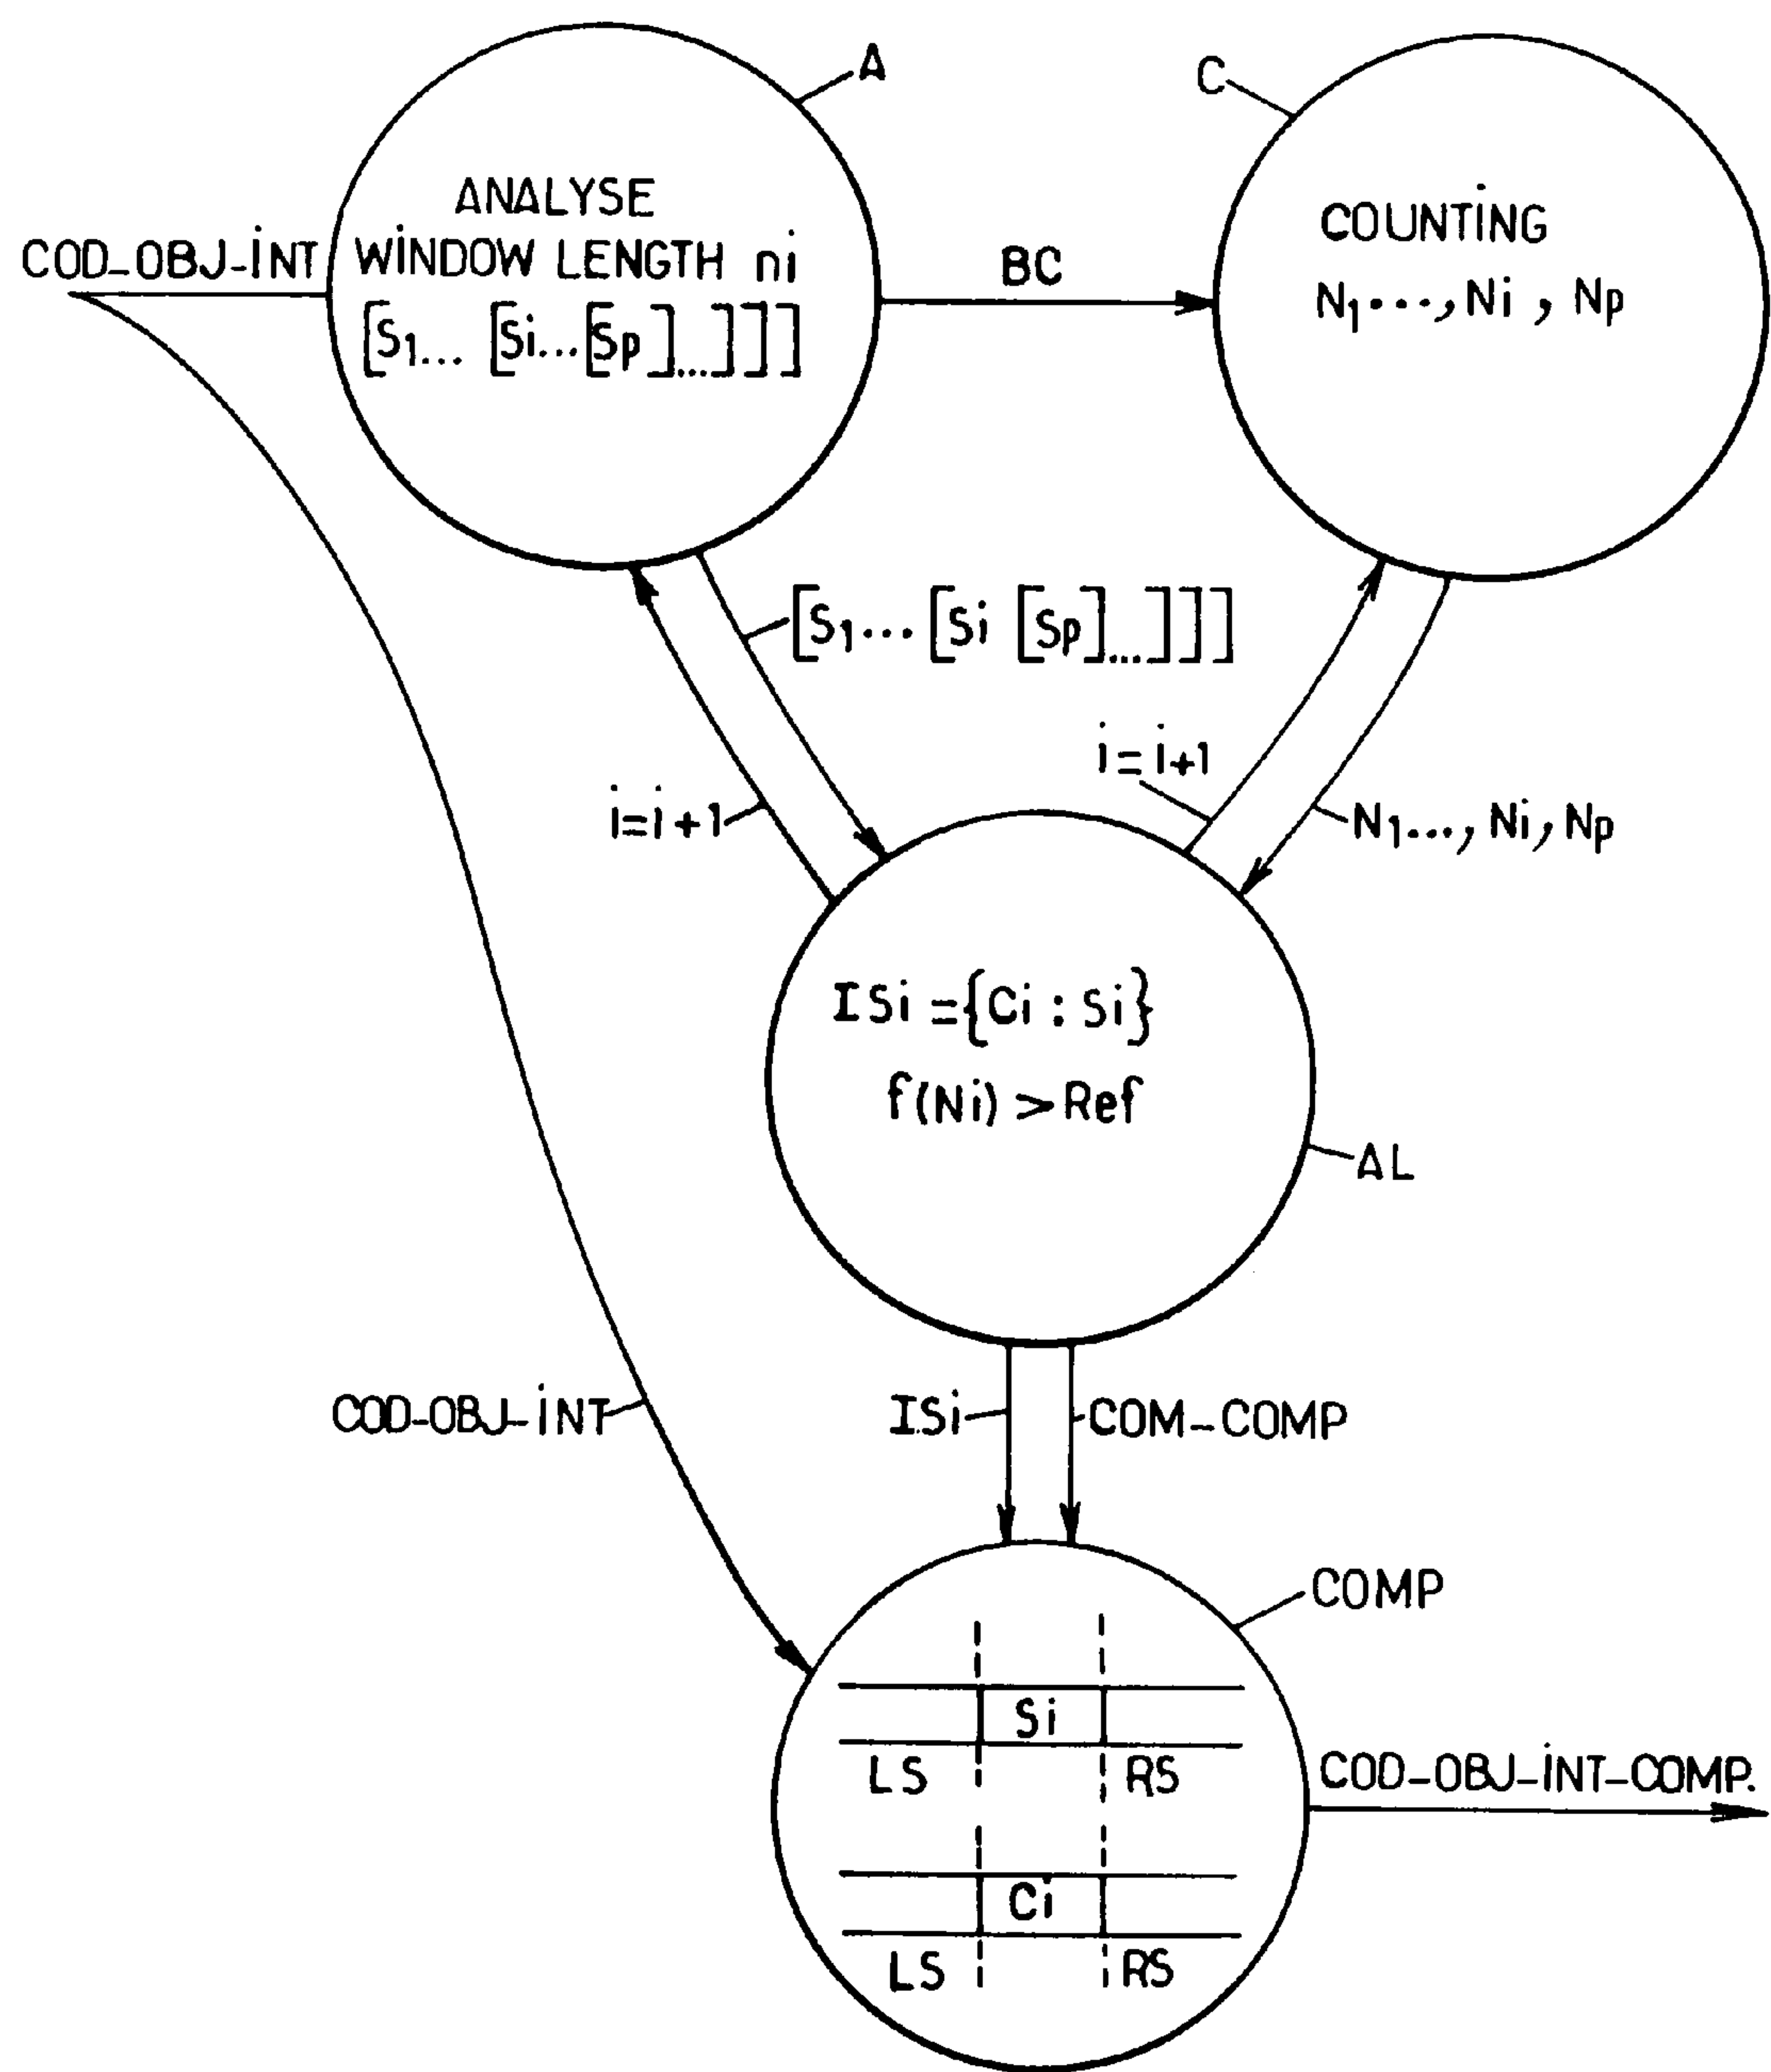 A
C
ANALYSE
COD-OBJ-INT
WINDOW LENGTH ni
[S1... [Si...[Sp]...]]]
BC
COUNTING
N1...,Ni , Np
[S1...[Si [Sp]...]]]
i=i+1
i=i+1
N1...,Ni,Np
ISi={Ci:Si}
f(Ni)>Ref
AL
COD-OBJ-INT
ISi
COM-COMP
COMP
Si
LS
RS
COD-OBJ-INT-COMP.
Ci
LS
RS